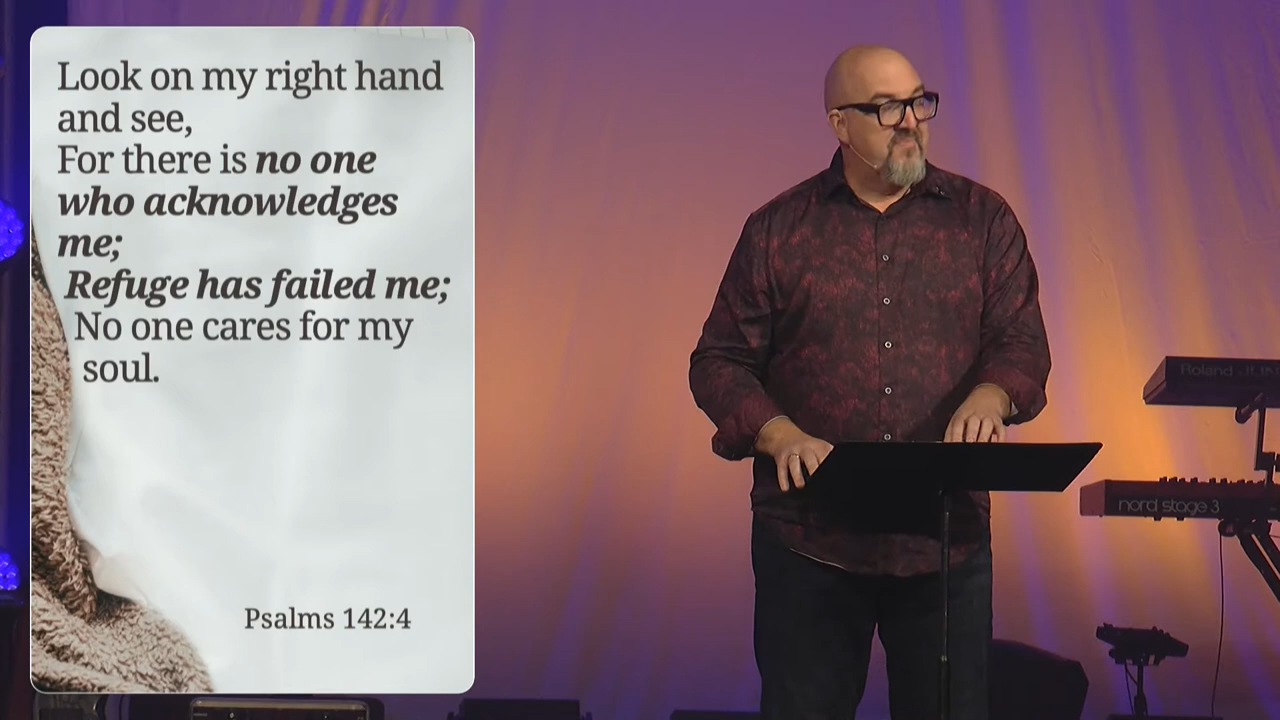 Look on my right hand
and see,
For there is no one
who acknowledges
me;
Refuge has failed me;
No one cares for my
soul.
Psalms 142:4
Roland
nord stage 3